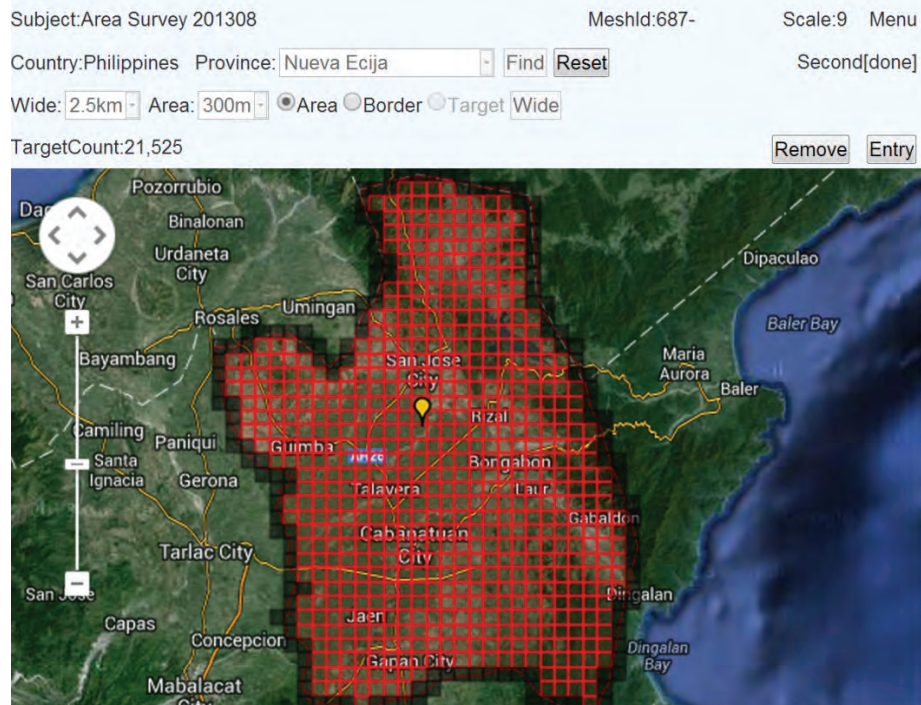 Subject:Area Survey 201308 MeshId:687- Scale:9 Menu
Country:Philippines Province: Nueva Ecija Find Reset Second[done]
Wide: 2.5km Area: 300m Area Border Target Wide
TargetCount:21,525 Remove Entry
Pozorrubio
Binalonan
Urdaneta
City
Dipaculao
San Carlos
City
Umingan
Rosales
Baler Bay
Bayambang
San Jose
City
Maria
Aurora
Baler
Rizal
Camiling
Paniqui
Guimba
Santa
Ignacia
Gerona
Bongabon
Talavera
Laur
Gabaldon
Cabanatuan
City
Tarlac City
San Jose
Dingalan
Capas
Jaen
Concepcion
Dingalan
Bay
Gapan City
Mabalacat
City